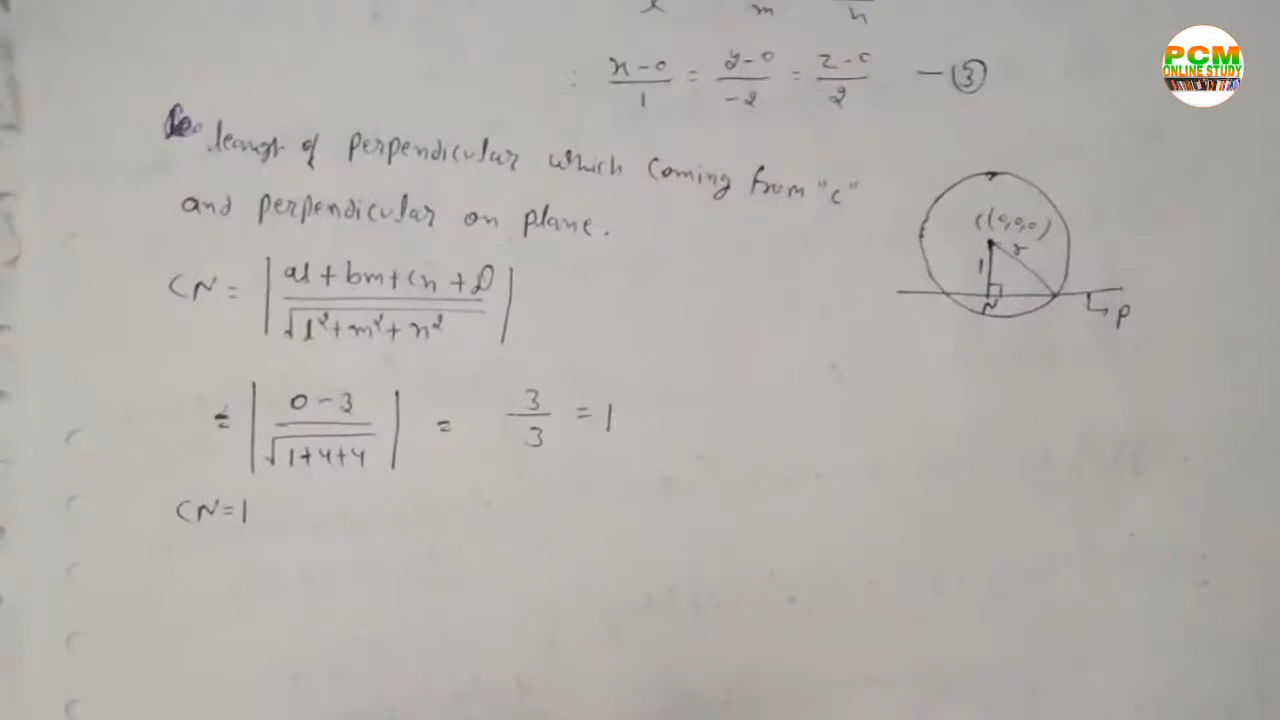 l m n
∴ x-0/1 = y-0/-2 = z-0/2 — ③
PCM
ONLINE STUDY
of perpendicular which coming from "c"
and perpendicular on plane.
C(0,0,0)
r
1
N
P
CN = | al + bm + cn + D / √l²+m²+n² |
= | 0-3 / √1+4+4 | = 3/3 = 1
CN=1